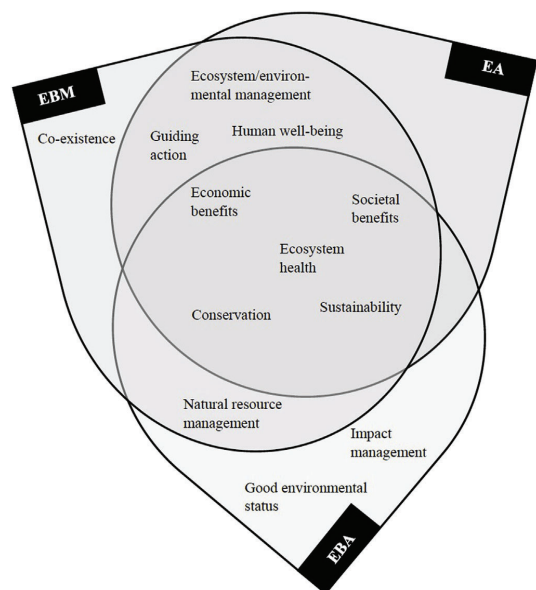 EA
EBM
Ecosystem/environ-
mental management
Co-existence
Guiding
action
Human well-being
Economic
benefits
Societal
benefits
Ecosystem
health
Conservation
Sustainability
Natural resource
management
Impact
management
Good environmental
status
EBA